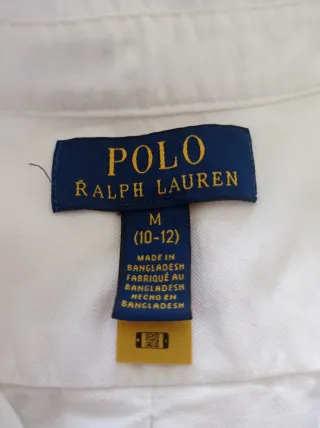 POLO
RALPH LAUREN
M
(10-12)
MADE IN
BANGLADESH
FABRIQUÉ AU
BANGLADESH
HECHO EN
BANGLADESH